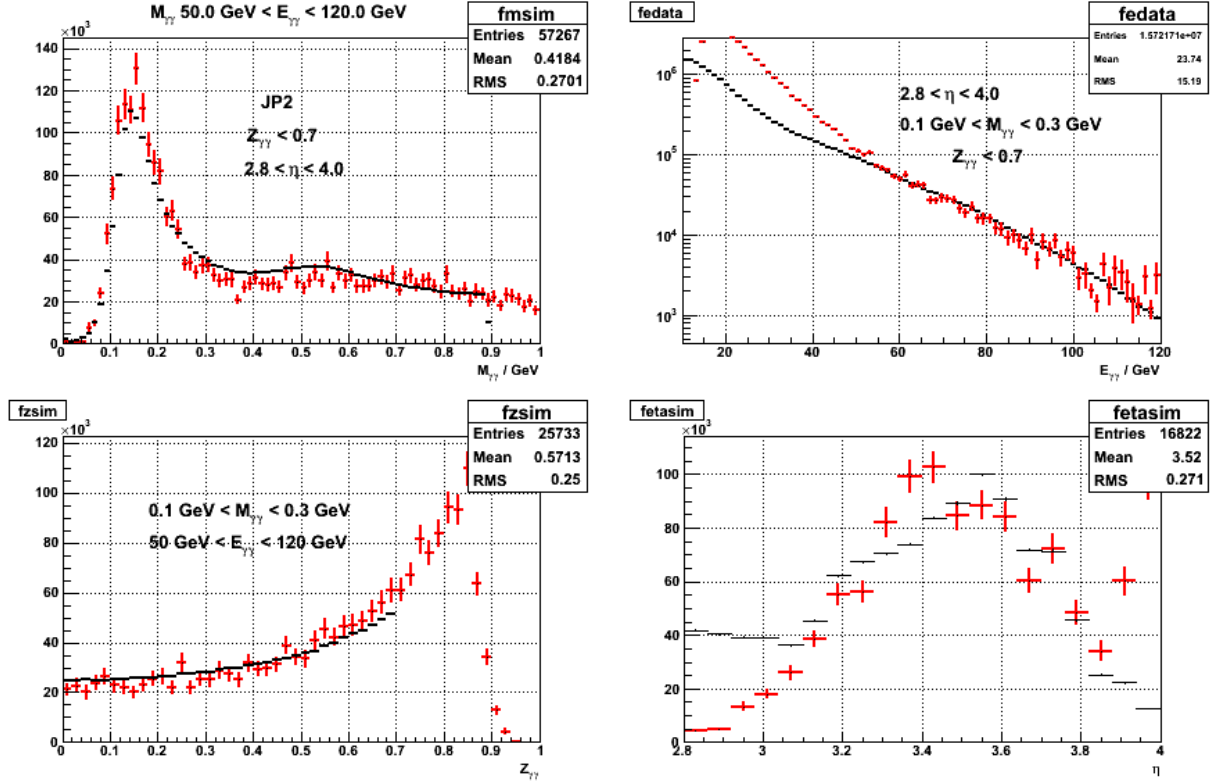 M_γγ 50.0 GeV < E_γγ < 120.0 GeV
×10³
fmsim
Entries 57267
Mean 0.4184
RMS 0.2701
140
120
100
80
60
40
20
0
JP2
Z_γγ < 0.7
2.8 < η < 4.0
0 0.1 0.2 0.3 0.4 0.5 0.6 0.7 0.8 0.9 1
M_γγ / GeV
fedata
fedata
Entries 1.572171e+07
Mean 23.74
RMS 15.19
10⁶
10⁵
10⁴
10³
2.8 < η < 4.0
0.1 GeV < M_γγ < 0.3 GeV
Z_γγ < 0.7
20 40 60 80 100 120
E_γγ / GeV
fzsim
×10³
fzsim
Entries 25733
Mean 0.5713
RMS 0.25
120
100
80
60
40
20
0
0.1 GeV < M_γγ < 0.3 GeV
50 GeV < E_γγ < 120 GeV
0 0.1 0.2 0.3 0.4 0.5 0.6 0.7 0.8 0.9 1
Z_γγ
fetasim
×10³
fetasim
Entries 16822
Mean 3.52
RMS 0.271
100
80
60
40
20
0
2.8 3 3.2 3.4 3.6 3.8 4
η